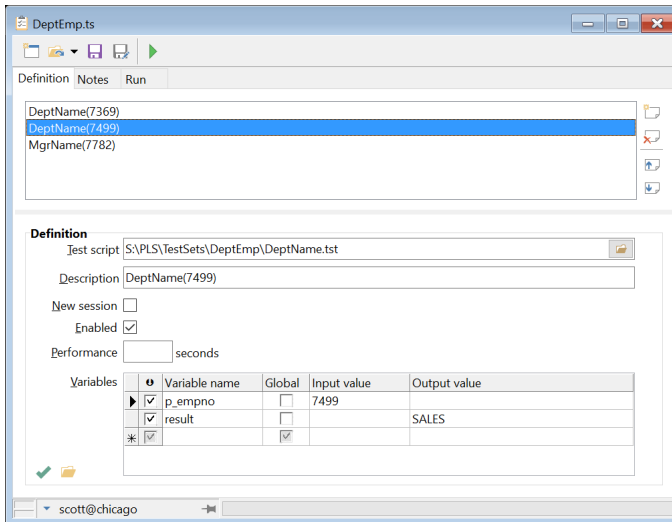 DeptEmp.ts
Definition Notes Run
DeptName(7369)
DeptName(7499)
MgrName(7782)
Definition
Test script S:\PLS\TestSets\DeptEmp\DeptName.tst
Description DeptName(7499)
New session
Enabled
Performance seconds
Variables Variable name Global Input value Output value
p_empno 7499
result SALES
scott@chicago